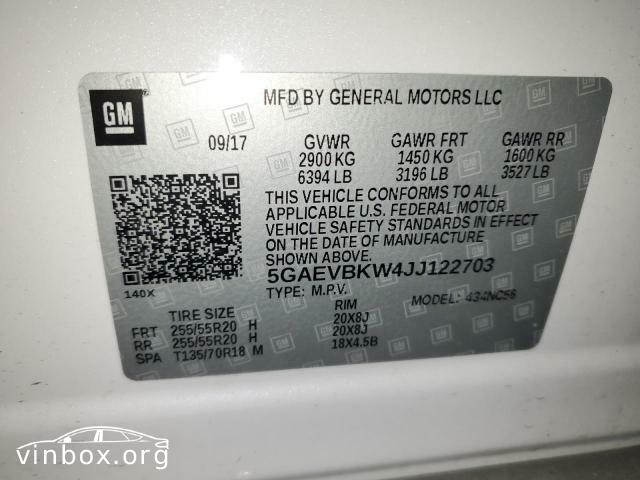 GM
MFD BY GENERAL MOTORS LLC
09/17 GVWR GAWR FRT GAWR RR
2900 KG 1450 KG 1600 KG
6394 LB 3196 LB 3527 LB
THIS VEHICLE CONFORMS TO ALL
APPLICABLE U.S. FEDERAL MOTOR
VEHICLE SAFETY STANDARDS IN EFFECT
ON THE DATE OF MANUFACTURE
SHOWN ABOVE.
5GAEVBKW4JJ122703
140X TYPE: M.P.V. MODEL: 434NC56
TIRE SIZE RIM
FRT 255/55R20 H 20X8J
RR 255/55R20 H 20X8J
SPA T135/70R18 M 18X4.5B
vinbox.org